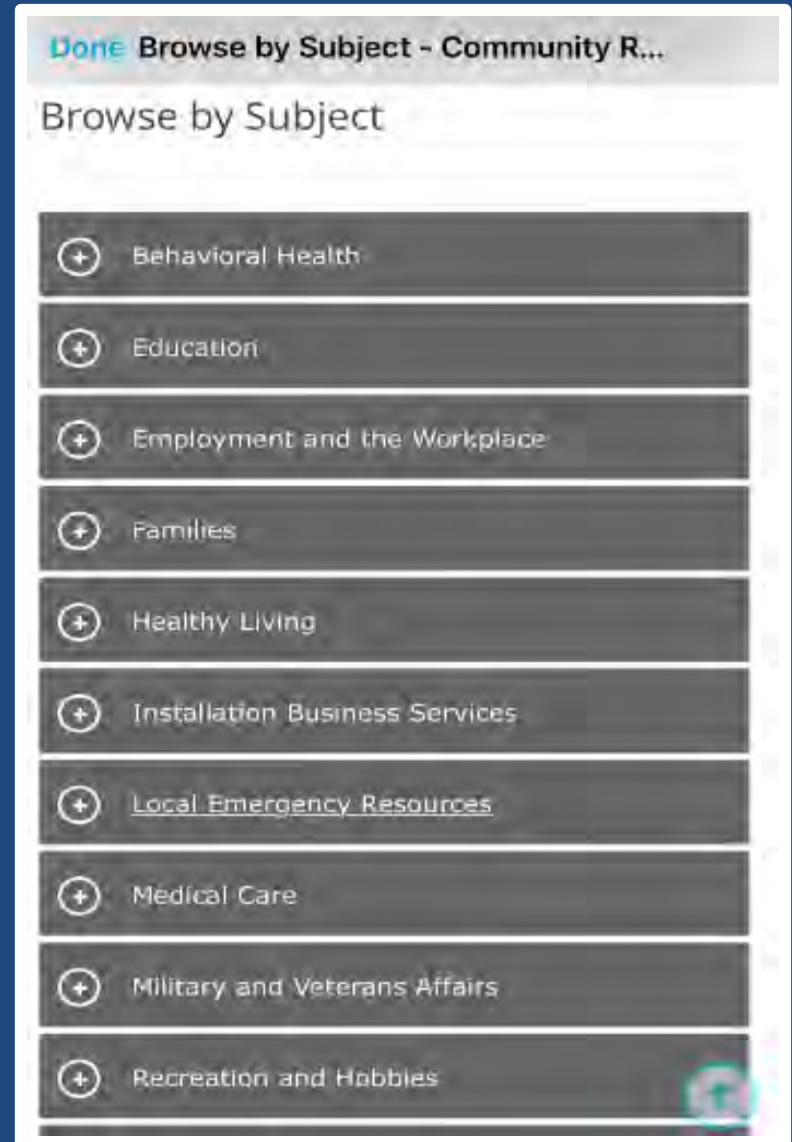 Done Browse by Subject - Community R...
Browse by Subject
Behavioral Health
Education
Employment and the Workplace
Families
Healthy Living
Installation Business Services
Local Emergency Resources
Medical Care
Military and Veterans Affairs
Recreation and Hobbies